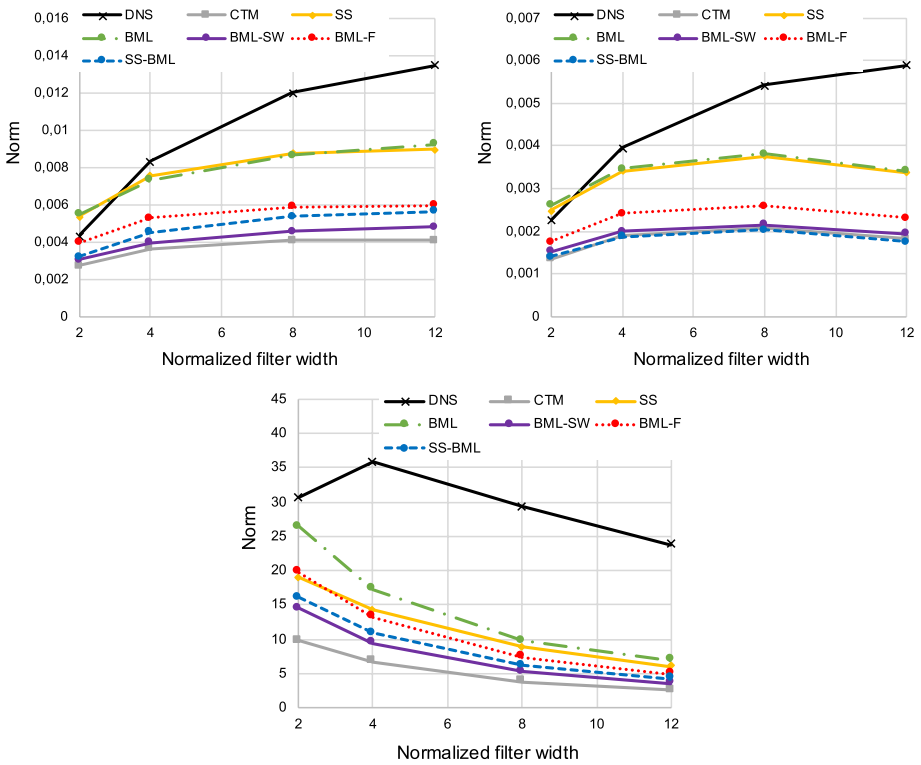 0,016
0,014
0,012
0,01
0,008
0,006
0,004
0,002
0
Norm
DNS CTM SS
BML BML-SW BML-F
SS-BML
2 4 6 8 10 12
Normalized filter width
0,007
0,006
0,005
0,004
0,003
0,002
0,001
0
Norm
DNS CTM SS
BML BML-SW BML-F
SS-BML
2 4 6 8 10 12
Normalized filter width
45
40
35
30
25
20
15
10
5
0
Norm
DNS CTM SS
BML BML-SW BML-F
SS-BML
2 4 6 8 10 12
Normalized filter width